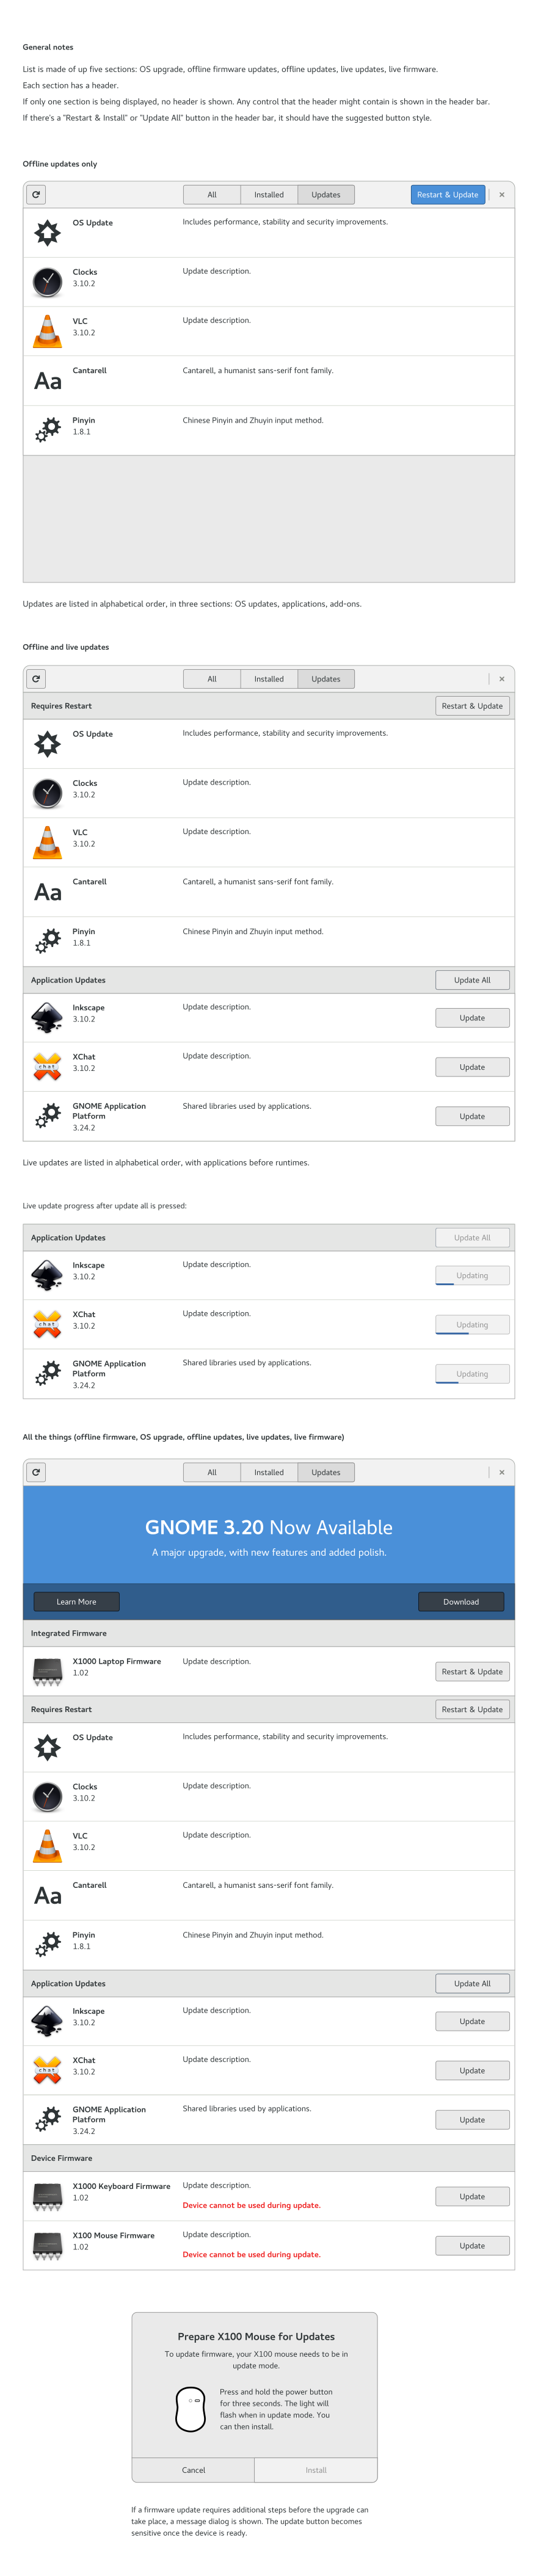 General notes
List is made of up five sections: OS upgrade, offline firmware updates, offline updates, live updates, live firmware.
Each section has a header.
If only one section is being displayed, no header is shown. Any control that the header might contain is shown in the header bar.
If there's a "Restart & Install" or "Update All" button in the header bar, it should have the suggested button style.
Offline updates only
All Installed Updates Restart & Update
OS Update Includes performance, stability and security improvements.
Clocks Update description.
3.10.2
VLC Update description.
3.10.2
Aa Cantarell Cantarell, a humanist sans-serif font family.
Pinyin Chinese Pinyin and Zhuyin input method.
1.8.1
Updates are listed in alphabetical order, in three sections: OS updates, applications, add-ons.
Offline and live updates
All Installed Updates
Requires Restart Restart & Update
OS Update Includes performance, stability and security improvements.
Clocks Update description.
3.10.2
VLC Update description.
3.10.2
Aa Cantarell Cantarell, a humanist sans-serif font family.
Pinyin Chinese Pinyin and Zhuyin input method.
1.8.1
Application Updates Update All
Inkscape Update description.
3.10.2 Update
XChat Update description.
chat 3.10.2 Update
GNOME Application Shared libraries used by applications.
Platform Update
3.24.2
Live updates are listed in alphabetical order, with applications before runtimes.
Live update progress after update all is pressed:
Application Updates Update All
Inkscape Update description.
3.10.2 Updating
XChat Update description.
chat 3.10.2 Updating
GNOME Application Shared libraries used by applications.
Platform Updating
3.24.2
All the things (offline firmware, OS upgrade, offline updates, live updates, live firmware)
All Installed Updates
GNOME 3.20 Now Available
A major upgrade, with new features and added polish.
Learn More Download
Integrated Firmware
X1000 Laptop Firmware Update description.
1.02 Restart & Update
Requires Restart Restart & Update
OS Update Includes performance, stability and security improvements.
Clocks Update description.
3.10.2
VLC Update description.
3.10.2
Aa Cantarell Cantarell, a humanist sans-serif font family.
Pinyin Chinese Pinyin and Zhuyin input method.
1.8.1
Application Updates Update All
Inkscape Update description.
3.10.2 Update
XChat Update description.
chat 3.10.2 Update
GNOME Application Shared libraries used by applications.
Platform Update
3.24.2
Device Firmware
X1000 Keyboard Firmware Update description.
1.02 Update
Device cannot be used during update.
X100 Mouse Firmware Update description.
1.02 Update
Device cannot be used during update.
Prepare X100 Mouse for Updates
To update firmware, your X100 mouse needs to be in
update mode.
Press and hold the power button
for three seconds. The light will
flash when in update mode. You
can then install.
Cancel Install
If a firmware update requires additional steps before the upgrade can
take place, a message dialog is shown. The update button becomes
sensitive once the device is ready.